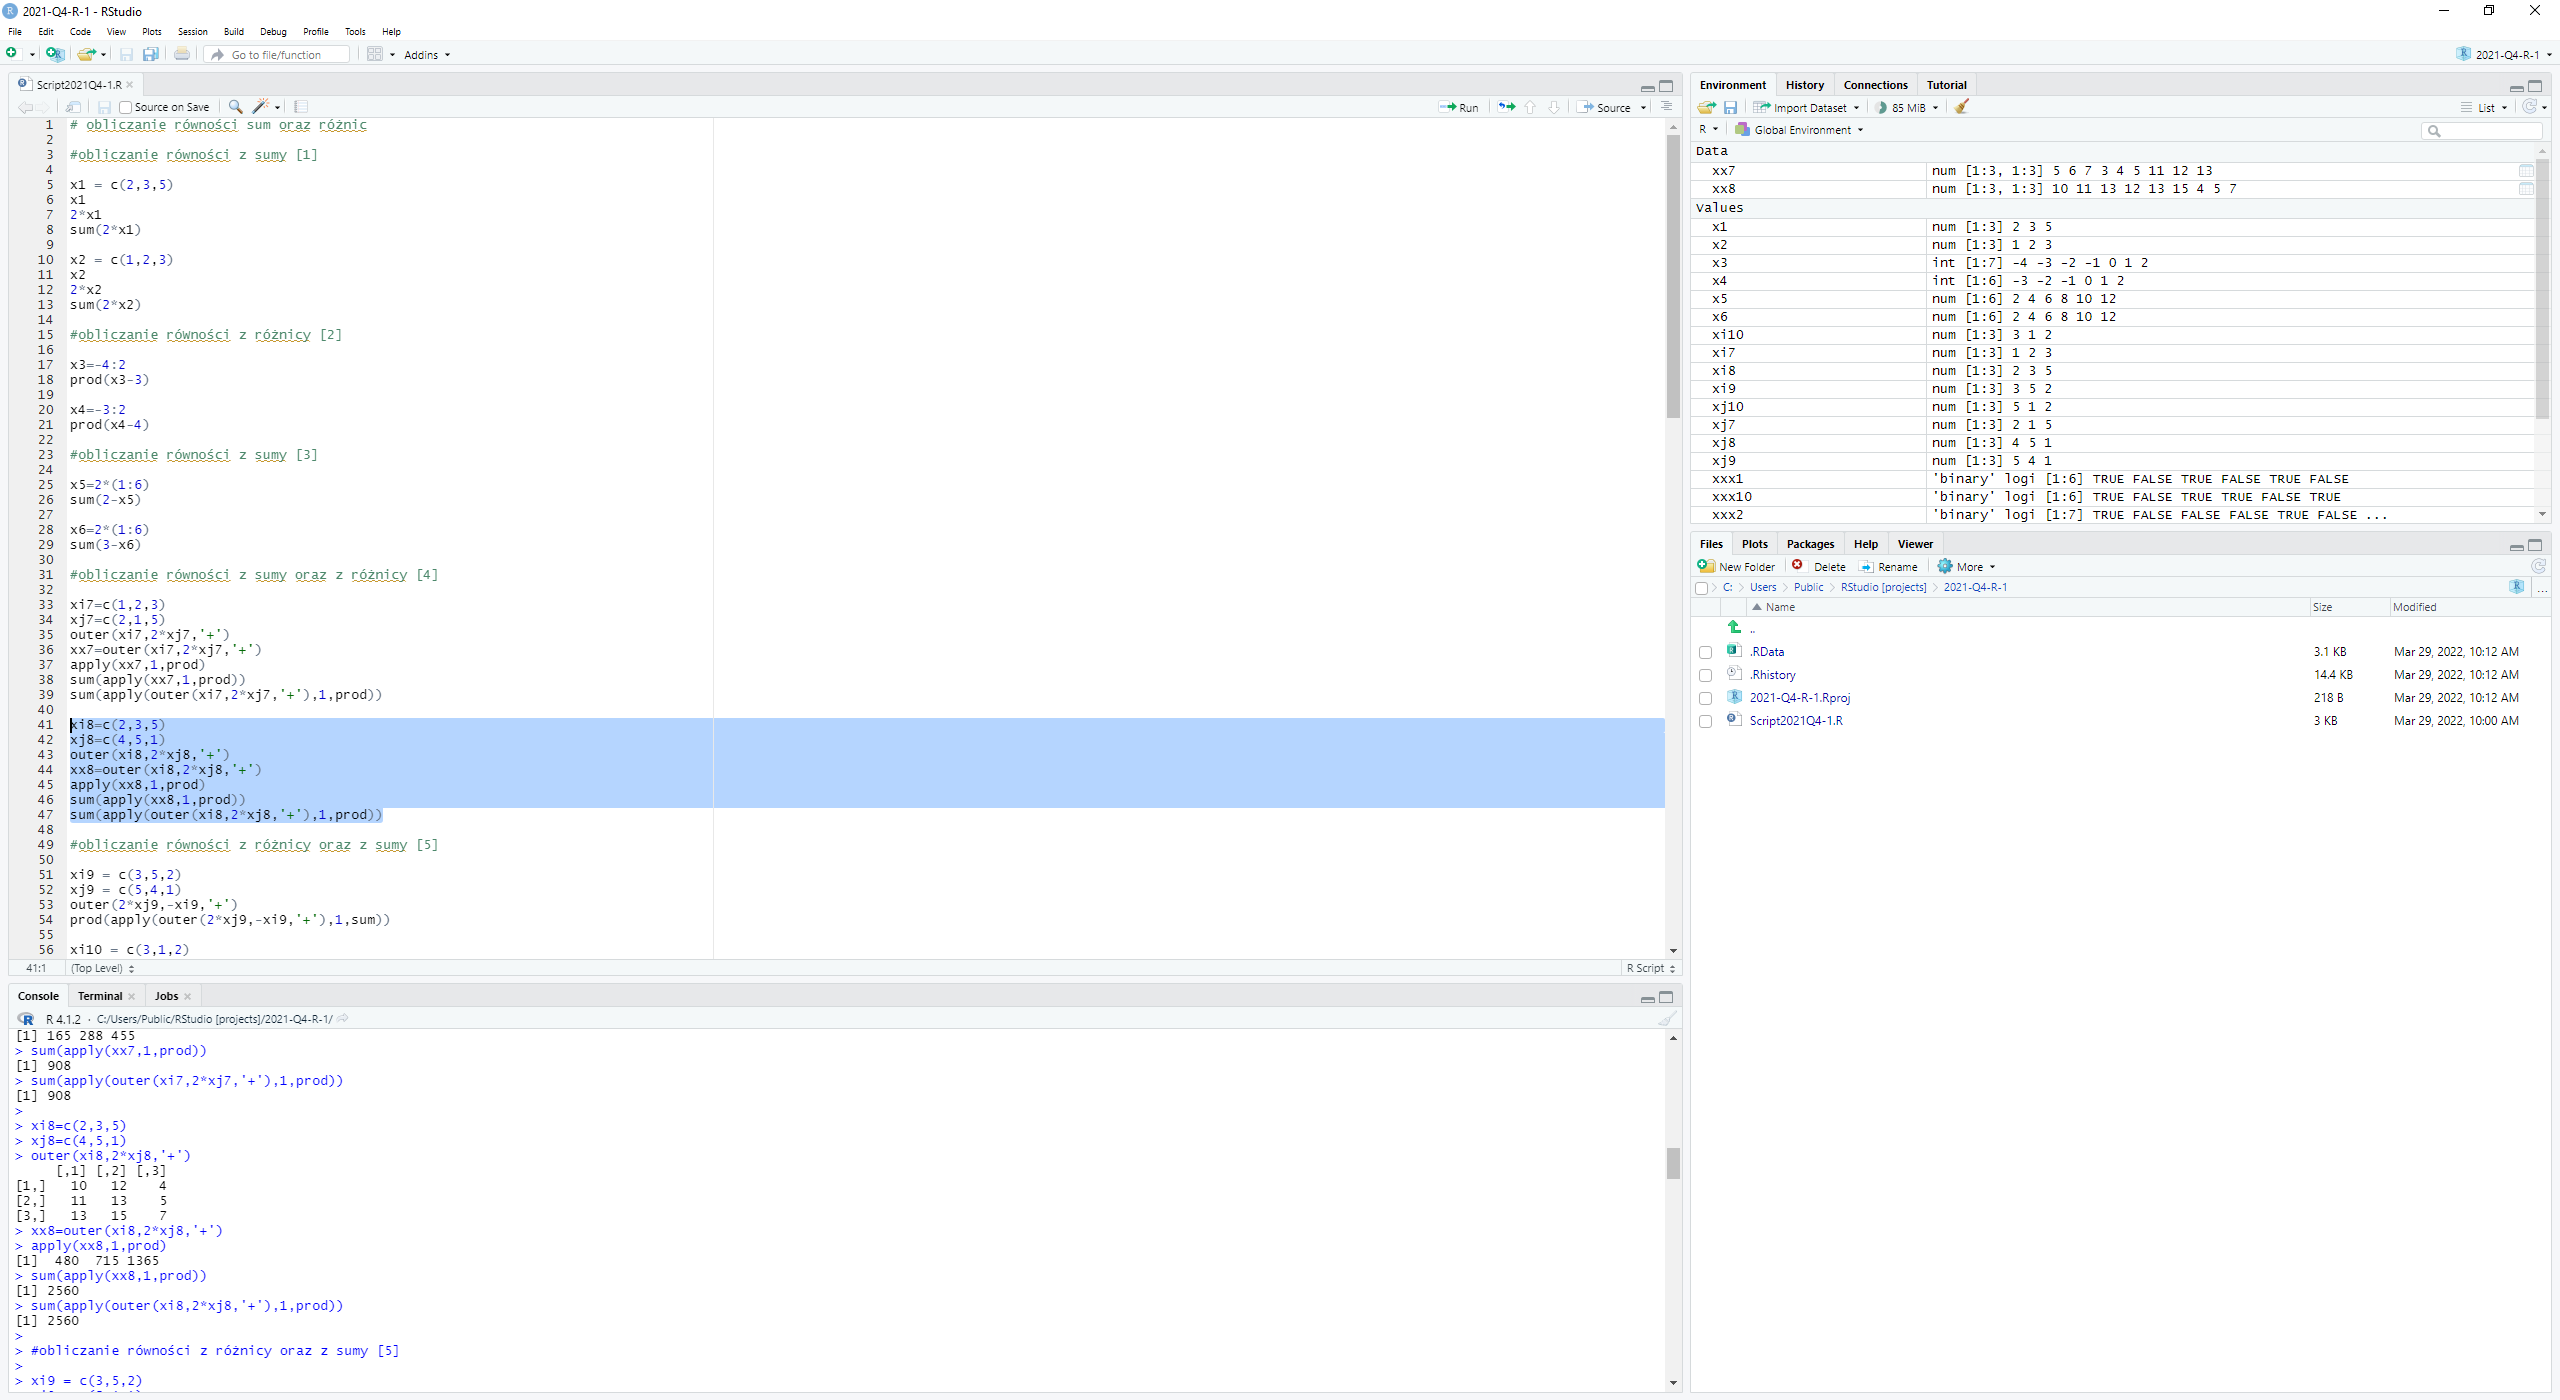 2021-Q4-R-1 - RStudio
File Edit Code View Plots Session Build Debug Profile Tools Help
Go to file/function Addins 2021-Q4-R-1
Script2021Q4-1.R
Source on Save Run Source
1 # obliczanie równości sum oraz różnic
2
3 #obliczanie równości z sumy [1]
4
5 x1 = c(2,3,5)
6 x1
7 2*x1
8 sum(2*x1)
9
10 x2 = c(1,2,3)
11 x2
12 2*x2
13 sum(2*x2)
14
15 #obliczanie równości z różnicy [2]
16
17 x3=-4:2
18 prod(x3-3)
19
20 x4=-3:2
21 prod(x4-4)
22
23 #obliczanie równości z sumy [3]
24
25 x5=2*(1:6)
26 sum(2-x5)
27
28 x6=2*(1:6)
29 sum(3-x6)
30
31 #obliczanie równości z sumy oraz z różnicy [4]
32
33 xi7=c(1,2,3)
34 xj7=c(2,1,5)
35 outer(xi7,2*xj7,'+')
36 xx7=outer(xi7,2*xj7,'+')
37 apply(xx7,1,prod)
38 sum(apply(xx7,1,prod))
39 sum(apply(outer(xi7,2*xj7,'+'),1,prod))
40
41 xi8=c(2,3,5)
42 xj8=c(4,5,1)
43 outer(xi8,2*xj8,'+')
44 xx8=outer(xi8,2*xj8,'+')
45 apply(xx8,1,prod)
46 sum(apply(xx8,1,prod))
47 sum(apply(outer(xi8,2*xj8,'+'),1,prod))
48
49 #obliczanie równości z różnicy oraz z sumy [5]
50
51 xi9 = c(3,5,2)
52 xj9 = c(5,4,1)
53 outer(2*xj9,-xi9,'+')
54 prod(apply(outer(2*xj9,-xi9,'+'),1,sum))
55
56 xi10 = c(3,1,2)
41:1 (Top Level) R Script
Console Terminal Jobs
R 4.1.2 · C:/Users/Public/RStudio [projects]/2021-Q4-R-1/
[1] 165 288 455
> sum(apply(xx7,1,prod))
[1] 908
> sum(apply(outer(xi7,2*xj7,'+'),1,prod))
[1] 908
>
> xi8=c(2,3,5)
> xj8=c(4,5,1)
> outer(xi8,2*xj8,'+')
[,1] [,2] [,3]
[1,] 10 12 4
[2,] 11 13 5
[3,] 13 15 7
> xx8=outer(xi8,2*xj8,'+')
> apply(xx8,1,prod)
[1] 480 715 1365
> sum(apply(xx8,1,prod))
[1] 2560
> sum(apply(outer(xi8,2*xj8,'+'),1,prod))
[1] 2560
>
> #obliczanie równości z różnicy oraz z sumy [5]
>
> xi9 = c(3,5,2)
Environment History Connections Tutorial
Import Dataset 85 MiB List
R Global Environment
Data
xx7 num [1:3, 1:3] 5 6 7 3 4 5 11 12 13
xx8 num [1:3, 1:3] 10 11 13 12 13 15 4 5 7
Values
x1 num [1:3] 2 3 5
x2 num [1:3] 1 2 3
x3 int [1:7] -4 -3 -2 -1 0 1 2
x4 int [1:6] -3 -2 -1 0 1 2
x5 num [1:6] 2 4 6 8 10 12
x6 num [1:6] 2 4 6 8 10 12
xi10 num [1:3] 3 1 2
xi7 num [1:3] 1 2 3
xi8 num [1:3] 2 3 5
xi9 num [1:3] 3 5 2
xj10 num [1:3] 5 1 2
xj7 num [1:3] 2 1 5
xj8 num [1:3] 4 5 1
xj9 num [1:3] 5 4 1
xxx1 'binary' logi [1:6] TRUE FALSE TRUE FALSE TRUE FALSE
xxx10 'binary' logi [1:6] TRUE FALSE TRUE TRUE FALSE TRUE
xxx2 'binary' logi [1:7] TRUE FALSE FALSE FALSE TRUE FALSE ...
Files Plots Packages Help Viewer
New Folder Delete Rename More
C: Users Public RStudio [projects] 2021-Q4-R-1 ...
Name Size Modified
..
.RData 3.1 KB Mar 29, 2022, 10:12 AM
.Rhistory 14.4 KB Mar 29, 2022, 10:12 AM
2021-Q4-R-1.Rproj 218 B Mar 29, 2022, 10:12 AM
Script2021Q4-1.R 3 KB Mar 29, 2022, 10:00 AM